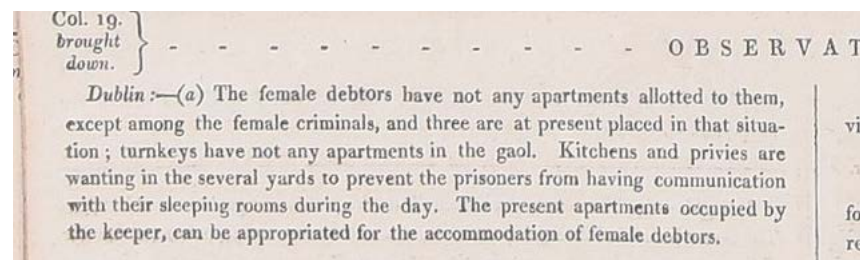 Col. 19.
brought
down.
- - - - - - - - - - OBSERVAT
Dublin :—(a) The female debtors have not any apartments allotted to them,
except among the female criminals, and three are at present placed in that situa-
tion ; turnkeys have not any apartments in the gaol. Kitchens and privies are
wanting in the several yards to prevent the prisoners from having communication
with their sleeping rooms during the day. The present apartments occupied by
the keeper, can be appropriated for the accommodation of female debtors.
vi
fo
re